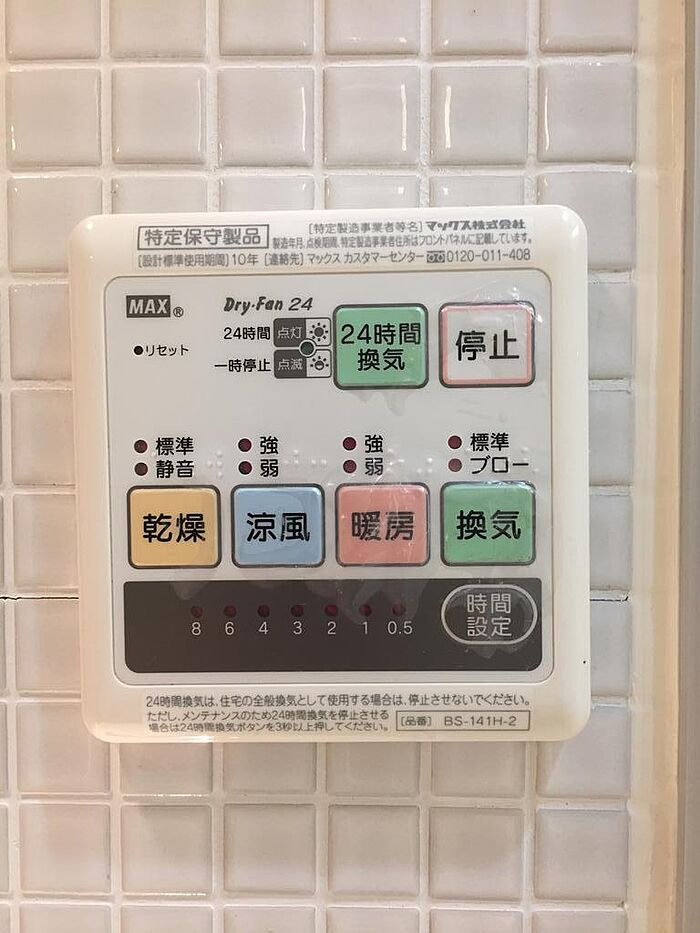 特定保守製品 [特定製造事業者等名] マックス株式会社
製造年月、点検期間、特定製造事業者住所はフロントパネルに記載しています。
[設計標準使用期間] 10年 [連絡先] マックス カスタマーセンター 0120-011-408
MAX® Dry-Fan 24
24時間 点灯
一時停止 点滅
リセット
24時間換気
停止
標準 強 強 標準
静音 弱 弱 ブロー
乾燥 涼風 暖房 換気
8 6 4 3 2 1 0.5
時間設定
24時間換気は、住宅の全般換気として使用する場合は、停止させないでください。
ただし、メンテナンスのため24時間換気を停止させる
場合は24時間換気ボタンを3秒以上押してください。
[品番] BS-141H-2